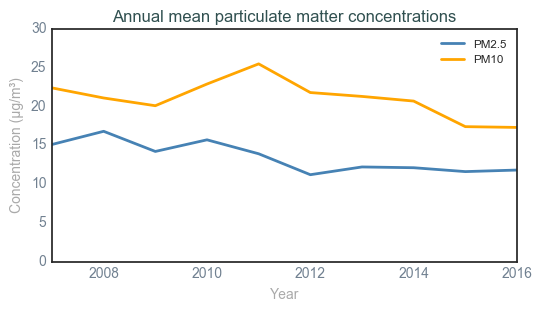 Annual mean particulate matter concentrations
30
25
20
15
10
5
0
Concentration (µg/m³)
PM2.5
PM10
2008
2010
2012
2014
2016
Year